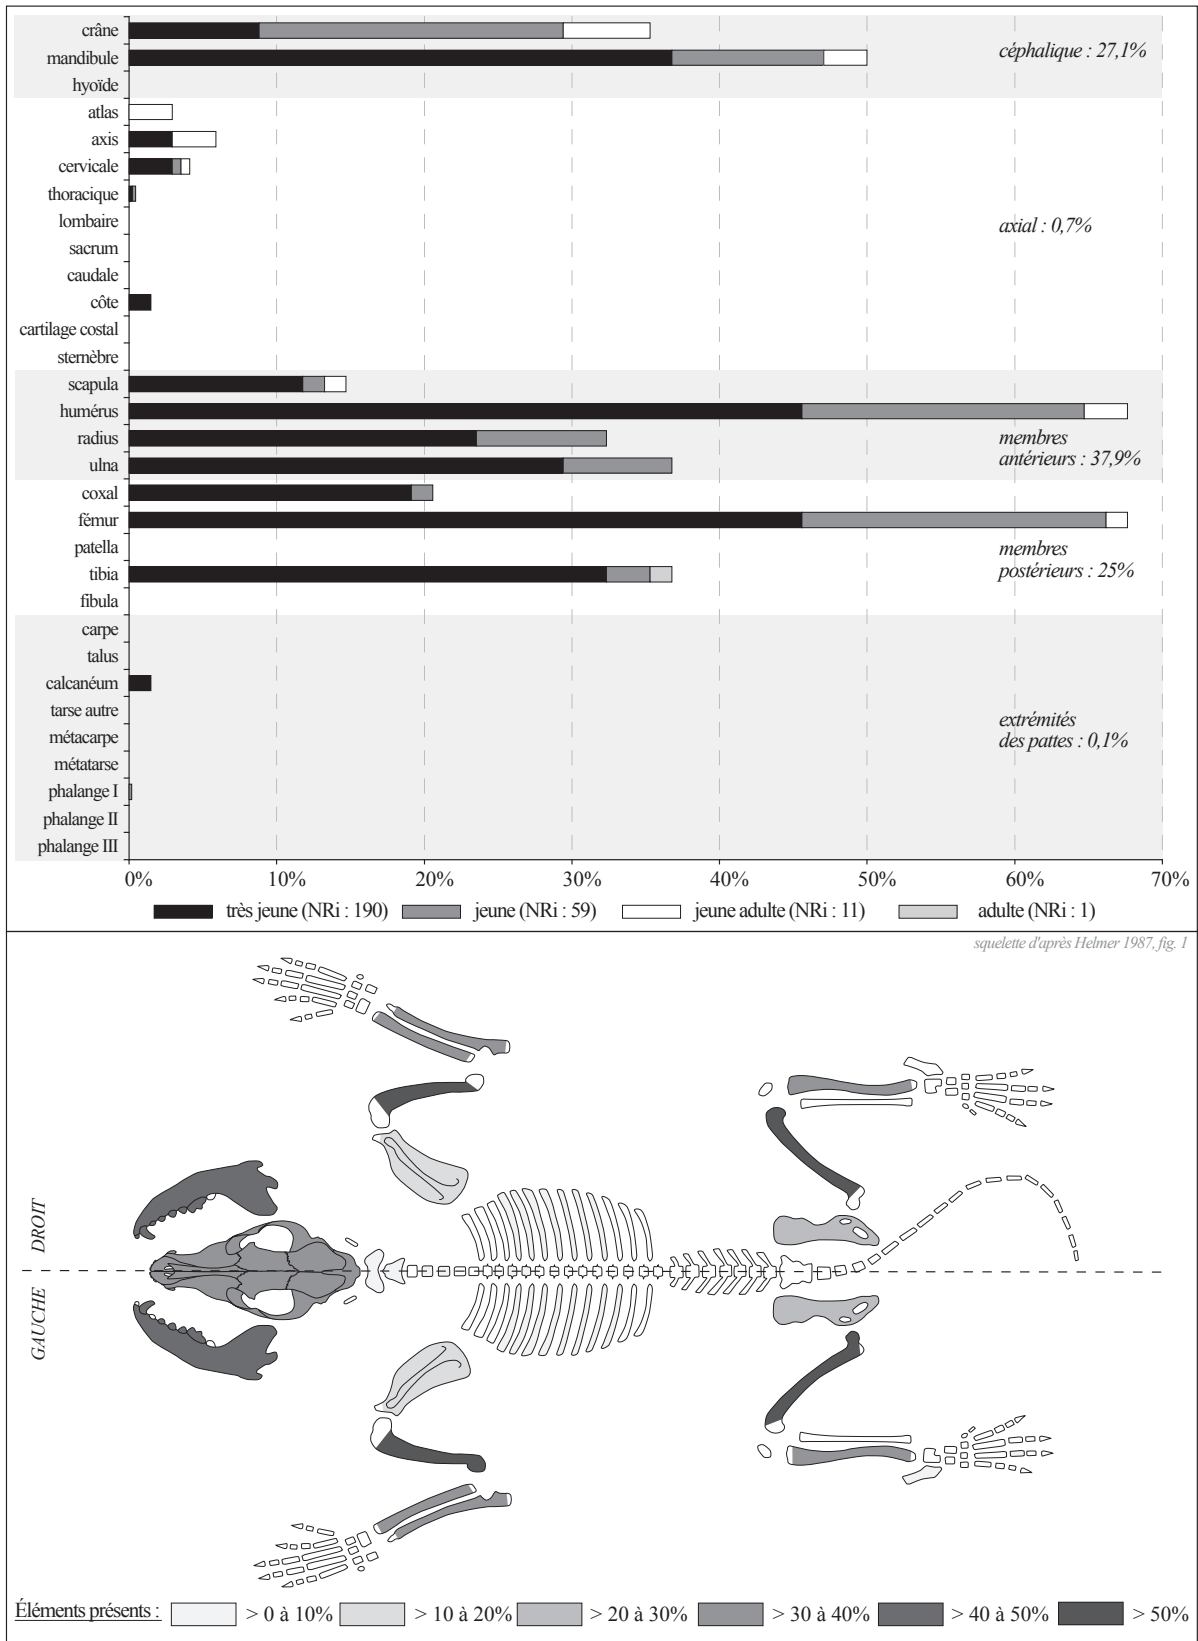 crâne
mandibule
céphalique : 27,1%
hyoïde
atlas
axis
cervicale
thoracique
lombaire
axial : 0,7%
sacrum
caudale
côte
cartilage costal
sternèbre
scapula
humérus
radius
membres
antérieurs : 37,9%
ulna
coxal
fémur
patella
membres
postérieurs : 25%
tibia
fibula
carpe
talus
calcanéum
tarse autre
extrémités
des pattes : 0,1%
métacarpe
métatarse
phalange I
phalange II
phalange III
0% 10% 20% 30% 40% 50% 60% 70%
très jeune (NRi : 190) jeune (NRi : 59) jeune adulte (NRi : 11) adulte (NRi : 1)
squelette d'après Helmer 1987, fig. 1
DROIT
GAUCHE
Éléments présents : > 0 à 10% > 10 à 20% > 20 à 30% > 30 à 40% > 40 à 50% > 50%